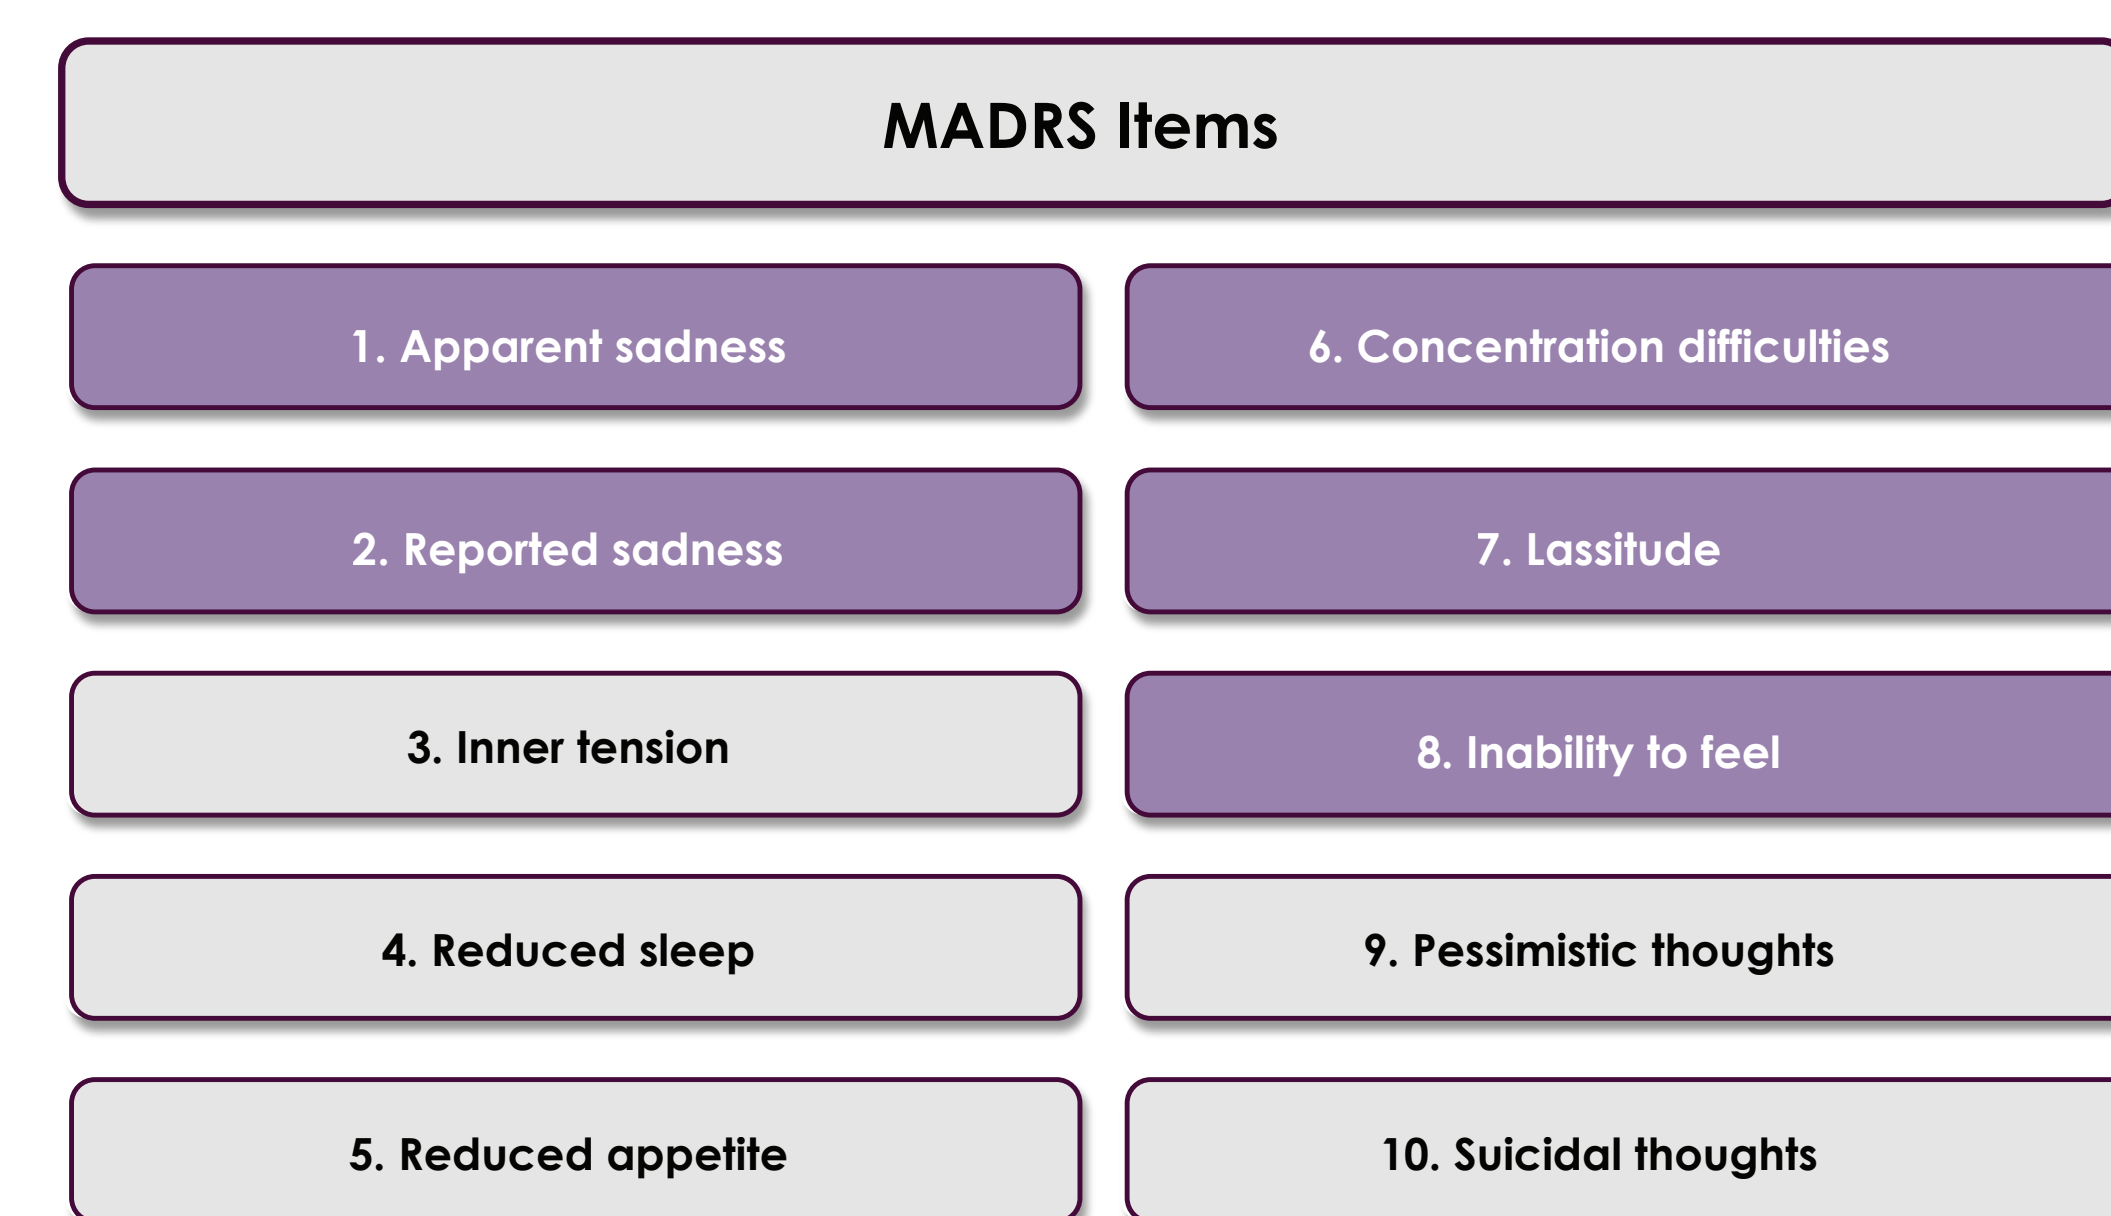 MADRS Items
1. Apparent sadness
2. Reported sadness
3. Inner tension
4. Reduced sleep
5. Reduced appetite
6. Concentration difficulties
7. Lassitude
8. Inability to feel
9. Pessimistic thoughts
10. Suicidal thoughts